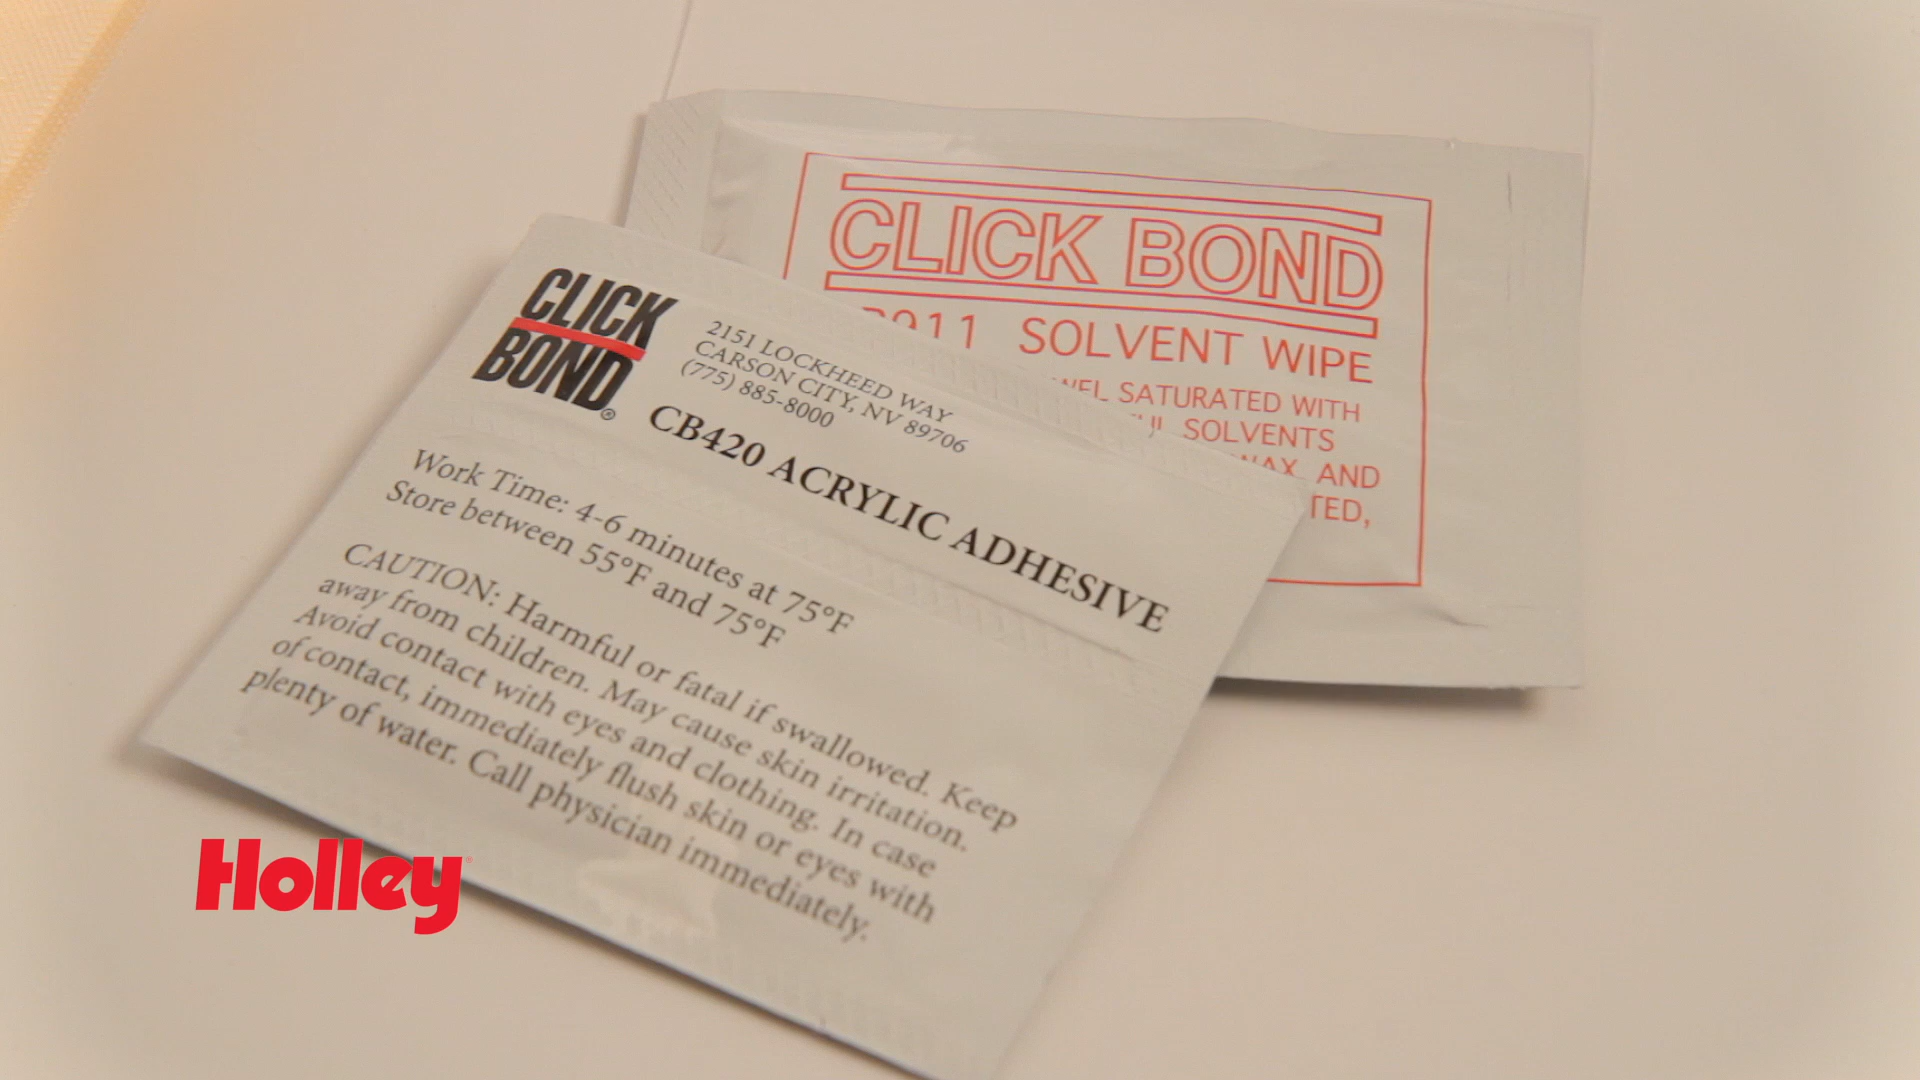 CLICK BOND
911 SOLVENT WIPE
SATURATED WITH
SOLVENTS
AND
CLICK
BOND®
2151 LOCKHEED WAY
CARSON CITY, NV 89706
(775) 885-8000
CB420 ACRYLIC ADHESIVE
Work Time: 4-6 minutes at 75°F
Store between 55°F and 75°F
CAUTION: Harmful or fatal if swallowed. Keep
away from children. May cause skin irritation.
Avoid contact with eyes and clothing. In case
of contact, immediately flush skin or eyes with
plenty of water. Call physician immediately.
Holley®